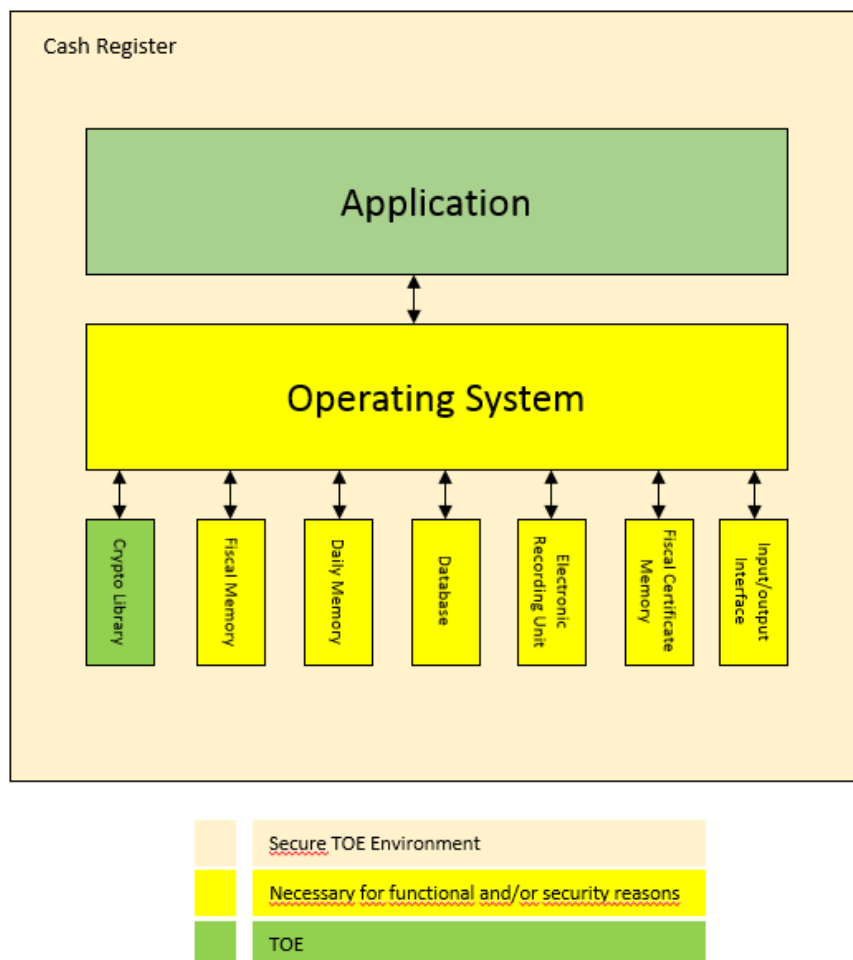 Cash Register
Application
Operating System
Crypto Library
Fiscal Memory
Daily Memory
Database
Electronic
Recording Unit
Fiscal Certificate
Memory
Input/output
Interface
Secure TOE Environment
Necessary for functional and/or security reasons
TOE